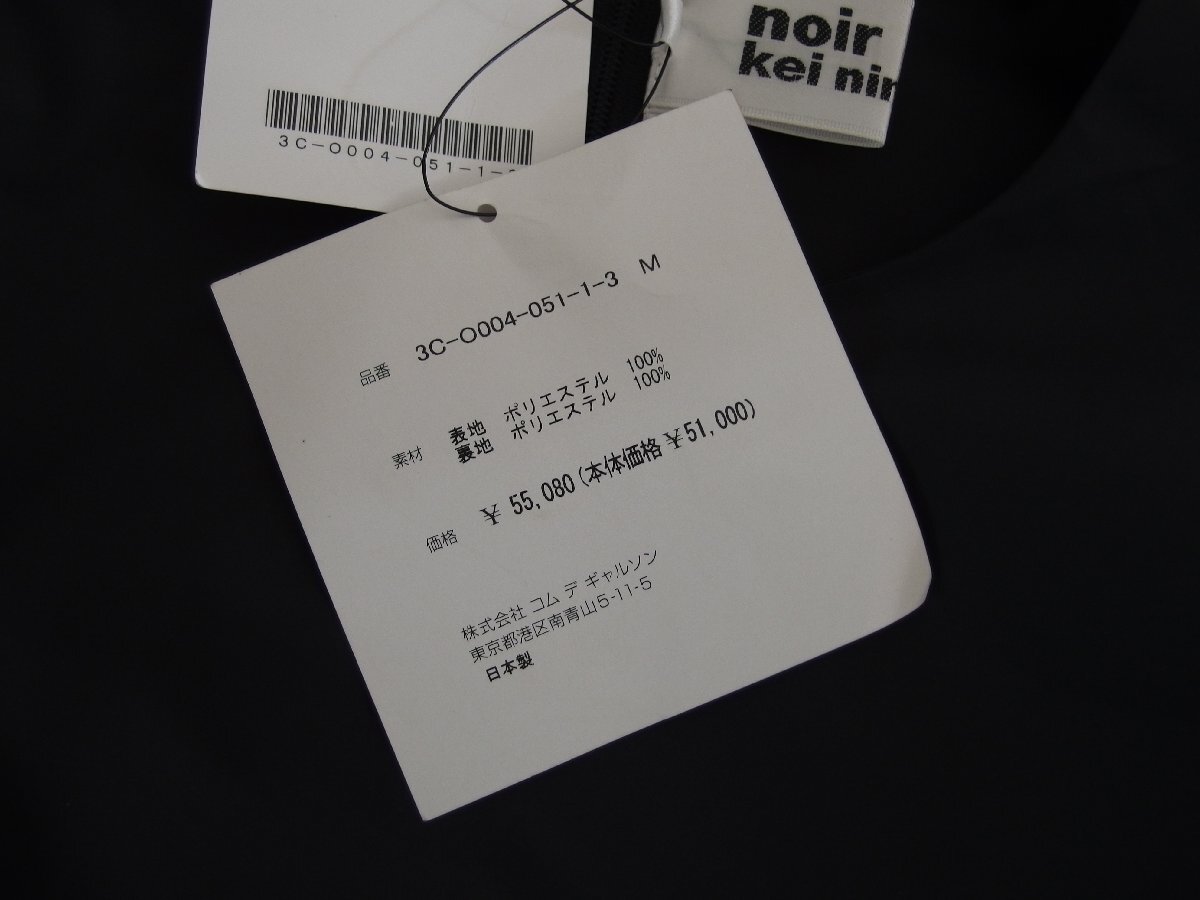 noir
kei nin
3C-O004-051-1-
品番 3C-O004-051-1-3 M
素材 表地 ポリエステル 100%
裏地 ポリエステル 100%
価格 ¥ 55,080(本体価格 ¥51,000)
株式会社 コム デ ギャルソン
東京都港区南青山5-11-5
日本製